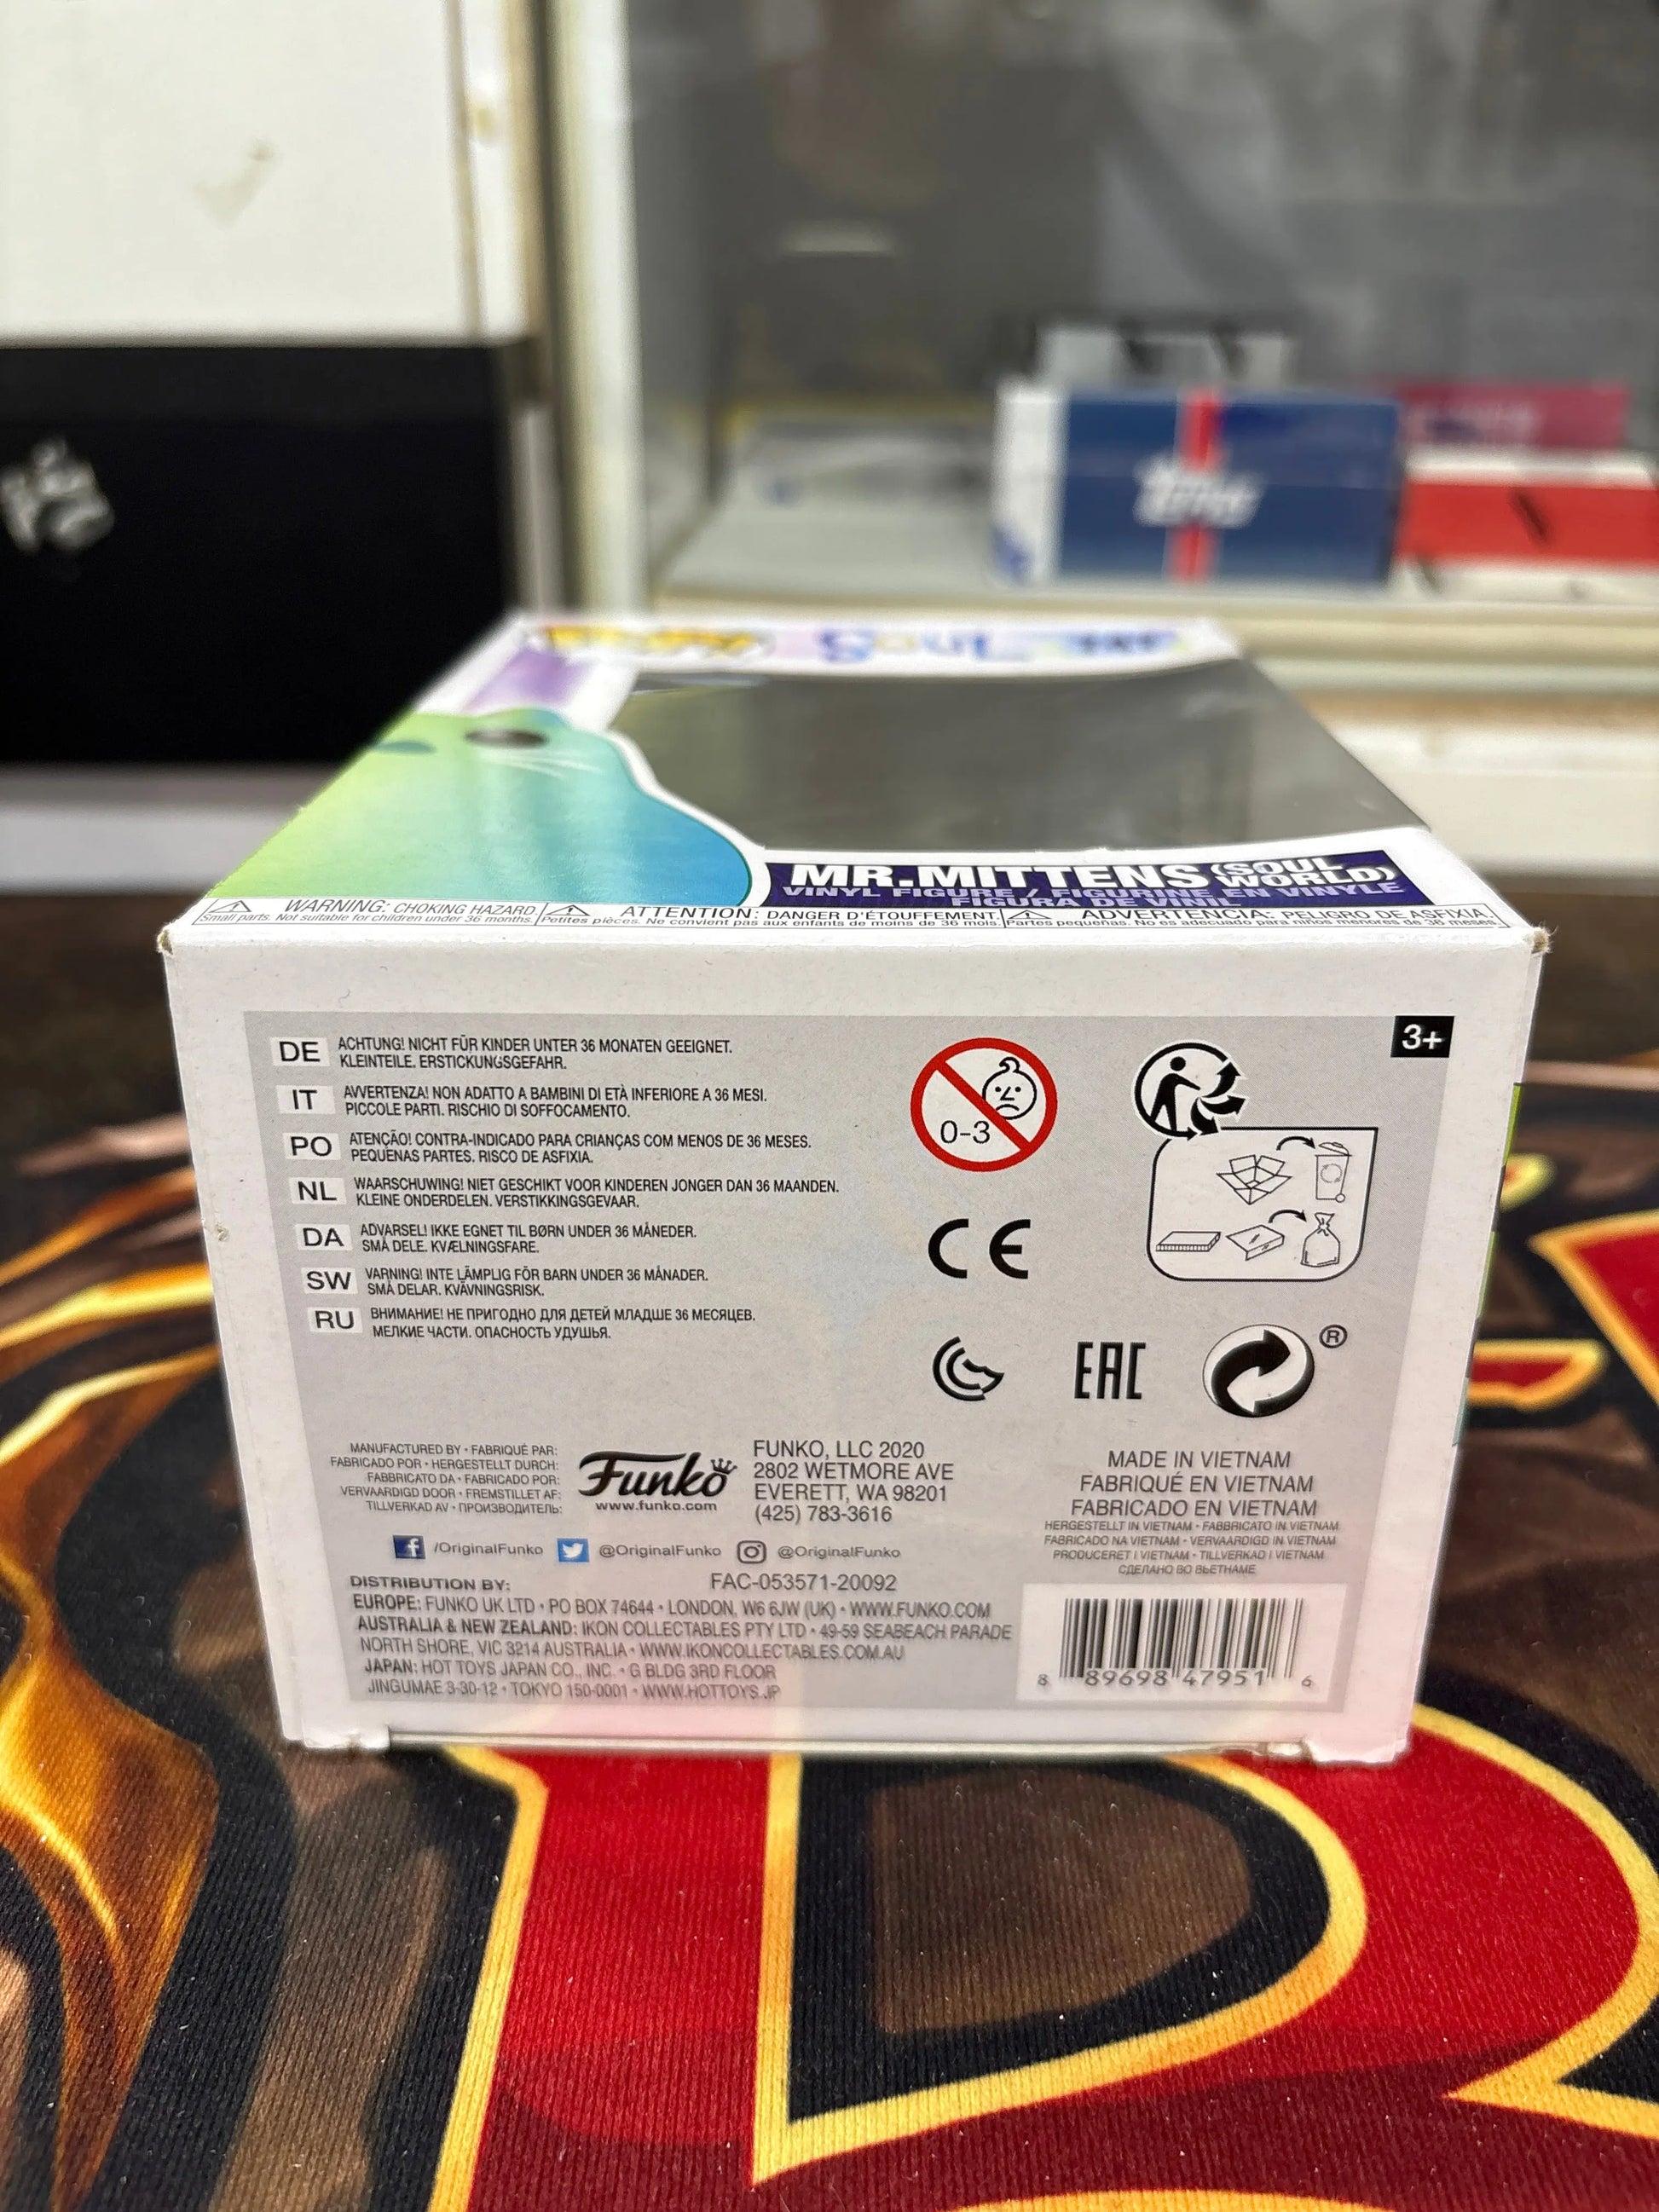 TOPPS
Soul
MR. MITTENS (SOUL WORLD)
VINYL FIGURE / FIGURINE EN VINYLE
FIGURA DE VINIL
WARNING: CHOKING HAZARD
Small parts. Not suitable for children under 36 months.
ATTENTION: DANGER D'ÉTOUFFEMENT.
Petites pièces. Ne convient pas aux enfants de moins de 36 mois.
ADVERTENCIA: PELIGRO DE ASFIXIA.
Partes pequeñas. No es adecuado para niños menores de 36 meses.
3+
DE ACHTUNG! NICHT FÜR KINDER UNTER 36 MONATEN GEEIGNET.
KLEINTEILE. ERSTICKUNGSGEFAHR.
IT AVVERTENZA! NON ADATTO A BAMBINI DI ETÀ INFERIORE A 36 MESI.
PICCOLE PARTI. RISCHIO DI SOFFOCAMENTO.
PO ATENÇÃO! CONTRA-INDICADO PARA CRIANÇAS COM MENOS DE 36 MESES.
PEQUENAS PARTES. RISCO DE ASFIXIA.
NL WAARSCHUWING! NIET GESCHIKT VOOR KINDEREN JONGER DAN 36 MAANDEN.
KLEINE ONDERDELEN. VERSTIKKINGSGEVAAR.
DA ADVARSEL! IKKE EGNET TIL BØRN UNDER 36 MÅNEDER.
SMÅ DELE. KVÆLNINGSFARE.
SW VARNING! INTE LÄMPLIG FÖR BARN UNDER 36 MÅNADER.
SMÅ DELAR. KVÄVNINGSRISK.
RU ВНИМАНИЕ! НЕ ПРИГОДНО ДЛЯ ДЕТЕЙ МЛАДШЕ 36 МЕСЯЦЕВ.
МЕЛКИЕ ЧАСТИ. ОПАСНОСТЬ УДУШЬЯ.
0-3
CE
EAC
®
MANUFACTURED BY • FABRIQUÉ PAR:
FABRICADO POR • HERGESTELLT DURCH:
FABBRICATO DA • FABRICADO POR:
VERVAARDIGD DOOR • FREMSTILLET AF:
TILLVERKAD AV • ПРОИЗВОДИТЕЛЬ:
Funko
www.funko.com
FUNKO, LLC 2020
2802 WETMORE AVE
EVERETT, WA 98201
(425) 783-3616
f /OriginalFunko @OriginalFunko @OriginalFunko
MADE IN VIETNAM
FABRIQUÉ EN VIETNAM
FABRICADO EN VIETNAM
HERGESTELLT IN VIETNAM • FABBRICATO IN VIETNAM
FABRICADO NA VIETNAM • VERVAARDIGD IN VIETNAM
PRODUCERET I VIETNAM • TILLVERKAD I VIETNAM
СДЕЛАНО ВО ВЬЕТНАМЕ
DISTRIBUTION BY: FAC-053571-20092
EUROPE: FUNKO UK LTD • PO BOX 74644 • LONDON, W6 6JW (UK) • WWW.FUNKO.COM
AUSTRALIA & NEW ZEALAND: IKON COLLECTABLES PTY LTD • 49-59 SEABEACH PARADE
NORTH SHORE, VIC 3214 AUSTRALIA • WWW.IKONCOLLECTABLES.COM.AU
JAPAN: HOT TOYS JAPAN CO., INC. • G BLDG 3RD FLOOR
JINGUMAE 3-30-12 • TOKYO 150-0001 • WWW.HOTTOYS.JP
8 89698 47951 6